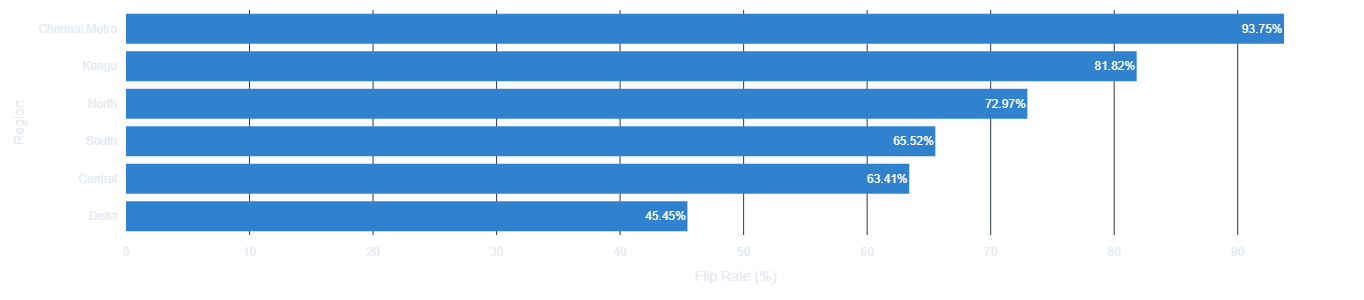 Region
Chennai Metro 93.75%
Kongu 81.82%
North 72.97%
South 65.52%
Central 63.41%
Delta 45.45%
0 10 20 30 40 50 60 70 80 90
Flip Rate (%)